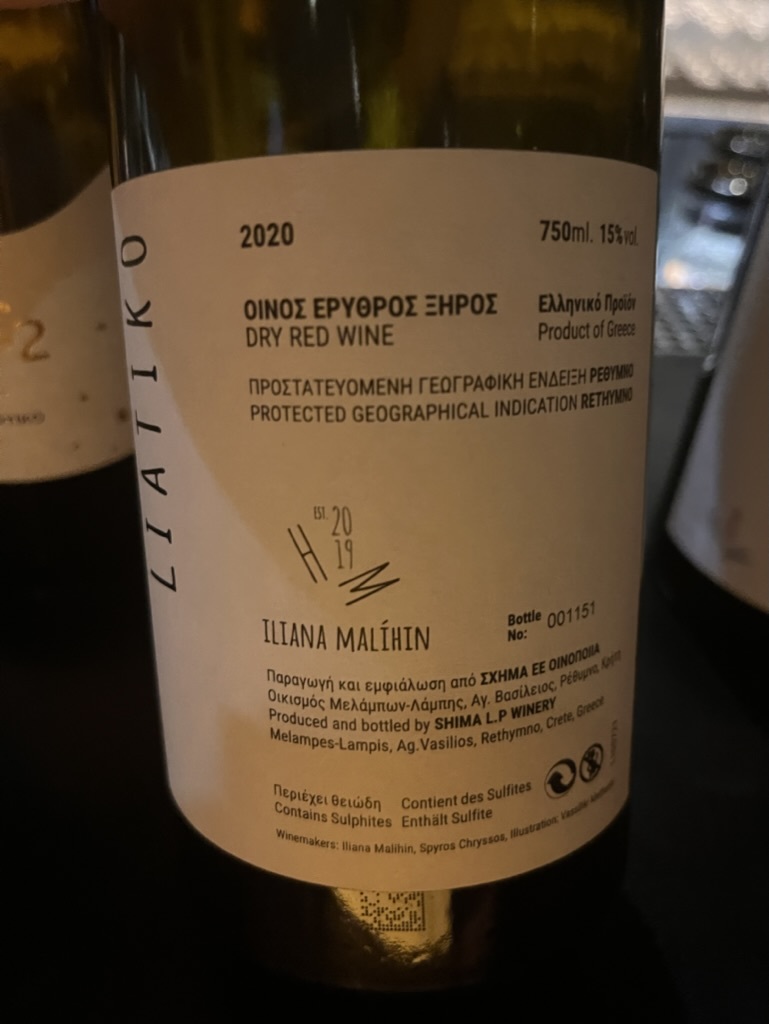 LIATIKO
2020
750ml. 15%vol.
ΟΙΝΟΣ ΕΡΥΘΡΟΣ ΞΗΡΟΣ
DRY RED WINE
Ελληνικό Προϊόν
Product of Greece
ΠΡΟΣΤΑΤΕΥΟΜΕΝΗ ΓΕΩΓΡΑΦΙΚΗ ΕΝΔΕΙΞΗ ΡΕΘΥΜΝΟ
PROTECTED GEOGRAPHICAL INDICATION RETHYMNO
EST. 20
19
H M
ILIANA MALÍHIN
Bottle No: 001151
Παραγωγή και εμφιάλωση από ΣΧΗΜΑ ΕΕ ΟΙΝΟΠΟΙΙΑ
Οικισμός Μελάμπων-Λάμπης, Αγ. Βασίλειος, Ρέθυμνο, Κρήτη
Produced and bottled by SHIMA L.P WINERY
Melampes-Lampis, Ag.Vasilios, Rethymno, Crete, Greece
Περιέχει θειώδη Contient des Sulfites
Contains Sulphites Enthält Sulfite
Winemakers: Iliana Malihin, Spyros Chryssos, Illustration: Vassilis
2